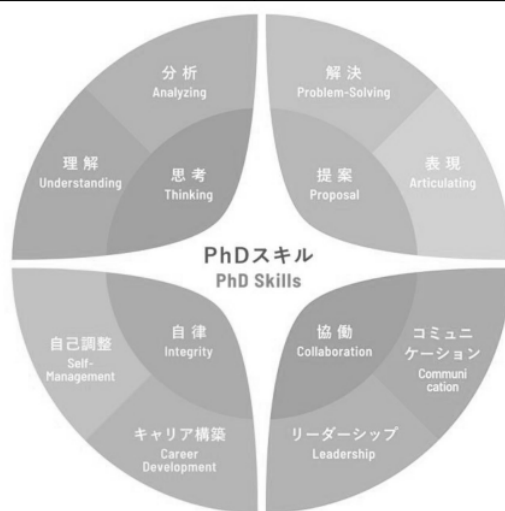 分析
Analyzing
解決
Problem-Solving
理解
Understanding
思考
Thinking
提案
Proposal
表現
Articulating
PhDスキル
PhD Skills
自己調整
Self-
Management
自律
Integrity
協働
Collaboration
コミュニ
ケーション
Communi
cation
キャリア構築
Career
Development
リーダーシップ
Leadership